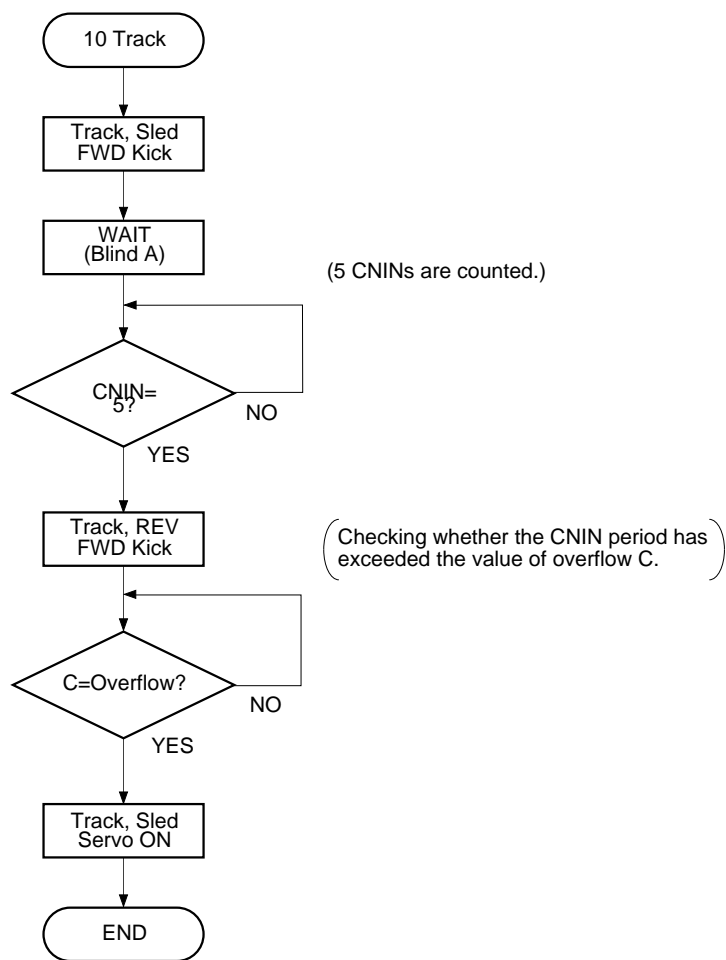 10 Track
Track, Sled
FWD Kick
WAIT
(Blind A)
(5 CNINs are counted.)
CNIN=
5?
NO
YES
Track, REV
FWD Kick
Checking whether the CNIN period has
exceeded the value of overflow C.
C=Overflow?
NO
YES
Track, Sled
Servo ON
END